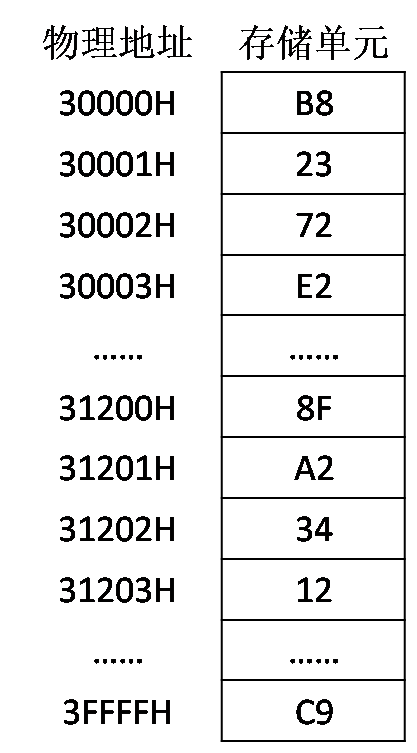 物理地址 存储单元
30000H B8
30001H 23
30002H 72
30003H E2
…… ……
31200H 8F
31201H A2
31202H 34
31203H 12
…… ……
3FFFFH C9